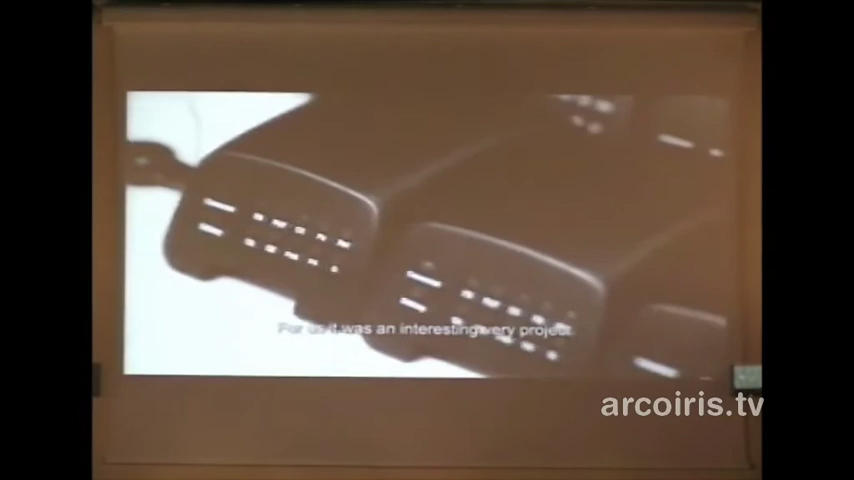 For us it was an interesting very project
arcoiris.tv